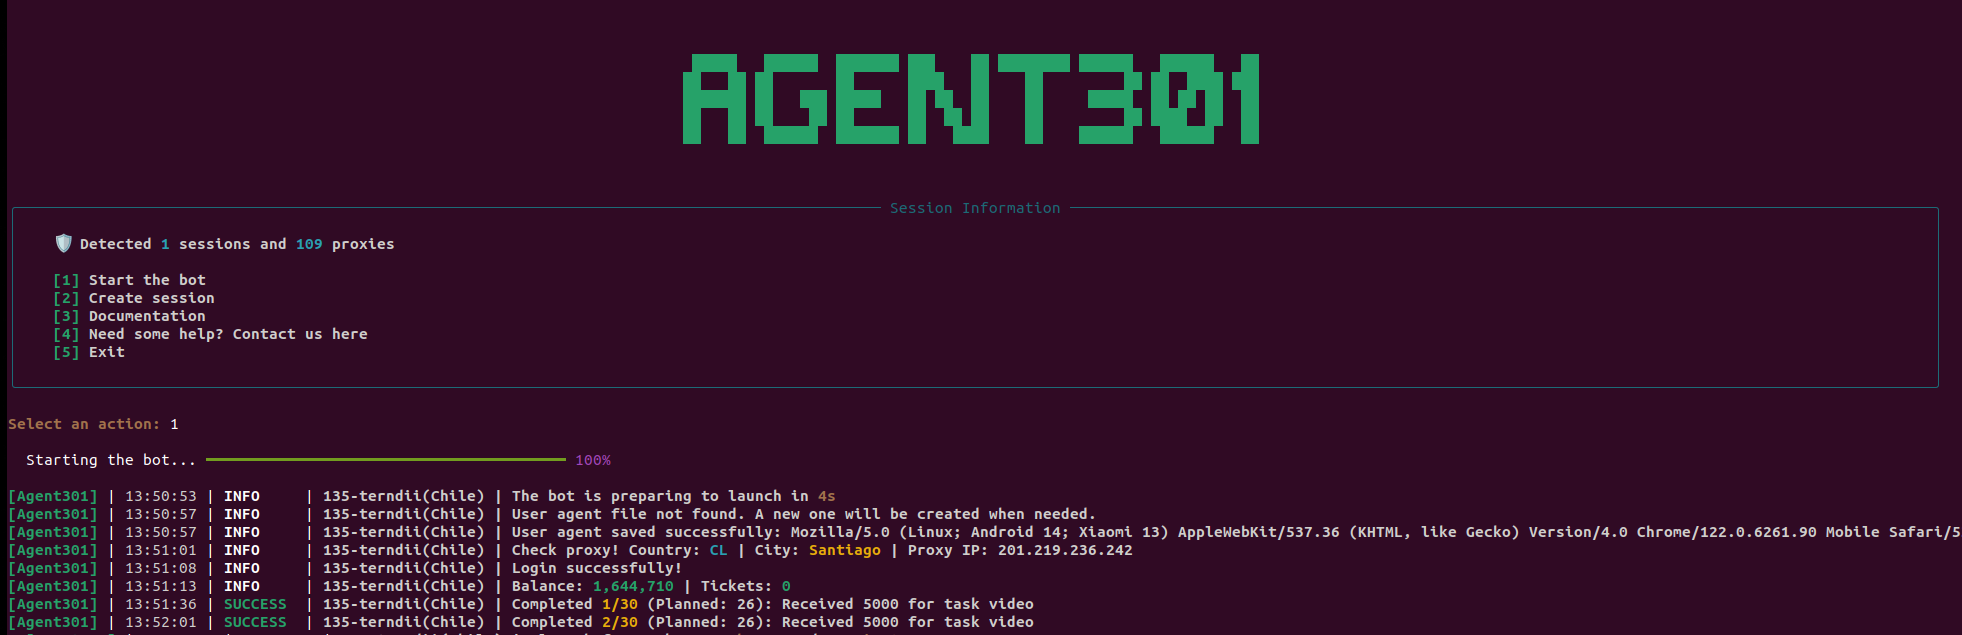 AGENT301
Session Information
Detected 1 sessions and 109 proxies
[1] Start the bot
[2] Create session
[3] Documentation
[4] Need some help? Contact us here
[5] Exit
Select an action: 1
Starting the bot... 100%
[Agent301] | 13:50:53 | INFO | 135-terndii(Chile) | The bot is preparing to launch in 4s
[Agent301] | 13:50:57 | INFO | 135-terndii(Chile) | User agent file not found. A new one will be created when needed.
[Agent301] | 13:50:57 | INFO | 135-terndii(Chile) | User agent saved successfully: Mozilla/5.0 (Linux; Android 14; Xiaomi 13) AppleWebKit/537.36 (KHTML, like Gecko) Version/4.0 Chrome/122.0.6261.90 Mobile Safari/5
[Agent301] | 13:51:01 | INFO | 135-terndii(Chile) | Check proxy! Country: CL | City: Santiago | Proxy IP: 201.219.236.242
[Agent301] | 13:51:08 | INFO | 135-terndii(Chile) | Login successfully!
[Agent301] | 13:51:13 | INFO | 135-terndii(Chile) | Balance: 1,644,710 | Tickets: 0
[Agent301] | 13:51:36 | SUCCESS | 135-terndii(Chile) | Completed 1/30 (Planned: 26): Received 5000 for task video
[Agent301] | 13:52:01 | SUCCESS | 135-terndii(Chile) | Completed 2/30 (Planned: 26): Received 5000 for task video